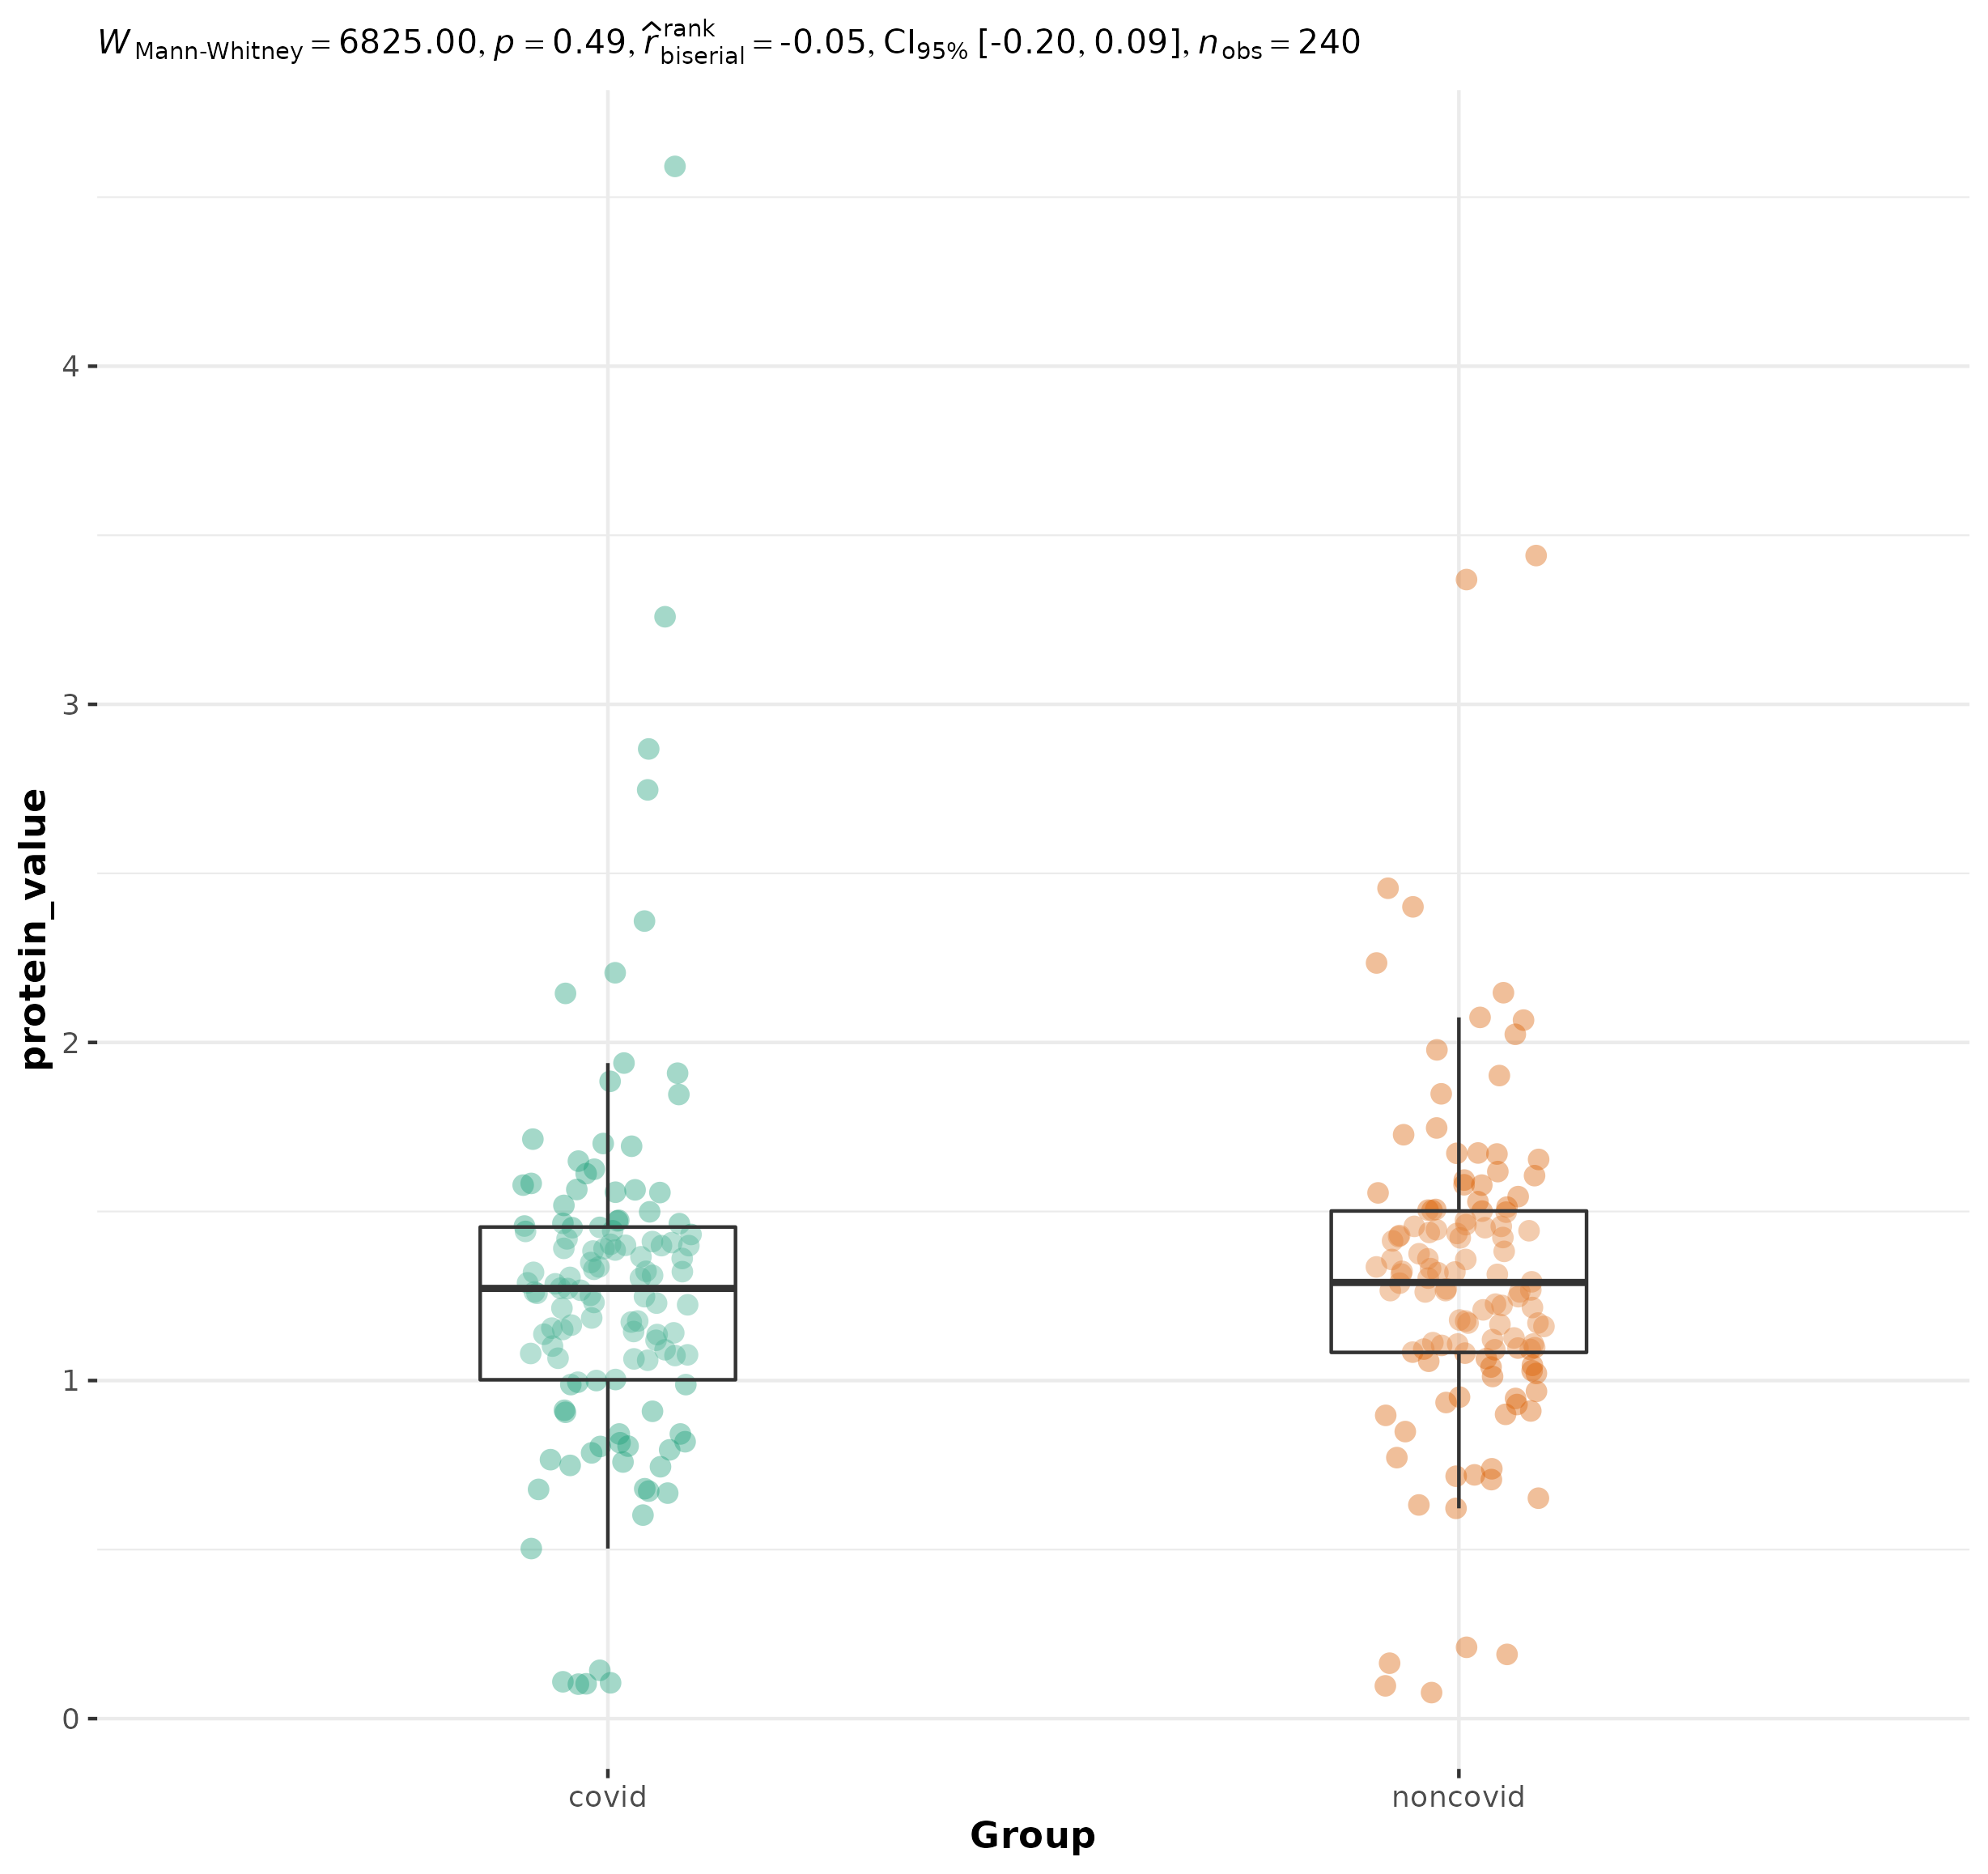 W Mann-Whitney = 6825.00, p = 0.49, r̂ rank biserial = -0.05, CI95% [-0.20, 0.09], nobs = 240
4
3
2
1
0
protein_value
covid noncovid
Group